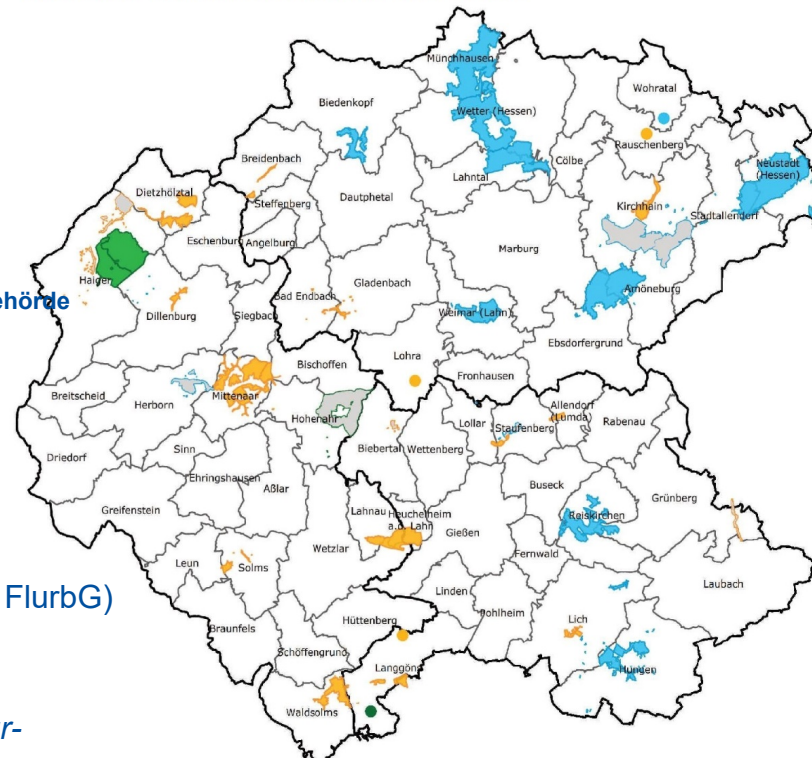 Münchhausen
Wohratal
Biedenkopf
Wetter (Hessen)
Rauschenberg
Breidenbach
Cölbe
Neustadt
(Hessen)
Lahntal
Dietzhölztal
Steffenberg
Dautphetal
Kirchhain
Stadtallendorf
Eschenburg
Angelburg
Marburg
Haiger
Gladenbach
Bad Endbach
Amöneburg
ehörde
Dillenburg
Siegbach
Weimar (Lahn)
Ebsdorfergrund
Lohra
Bischoffen
Fronhausen
Breitscheid
Herborn
Mittenaar
Allendorf
(Lumda)
Hohenahr
Lollar
Staufenberg
Rabenau
Driedorf
Sinn
Biebertal
Wettenberg
Ehringshausen
Aßlar
Buseck
Grünberg
Greifenstein
Lahnau
Heuchelheim
a.d. Lahn
Reiskirchen
Gießen
Wetzlar
Fernwald
Leun
Solms
Laubach
Linden
FlurbG)
Pohlheim
Lich
Hüttenberg
Braunfels
Schöffengrund
Langgöns
Hungen
Waldsolms
r-